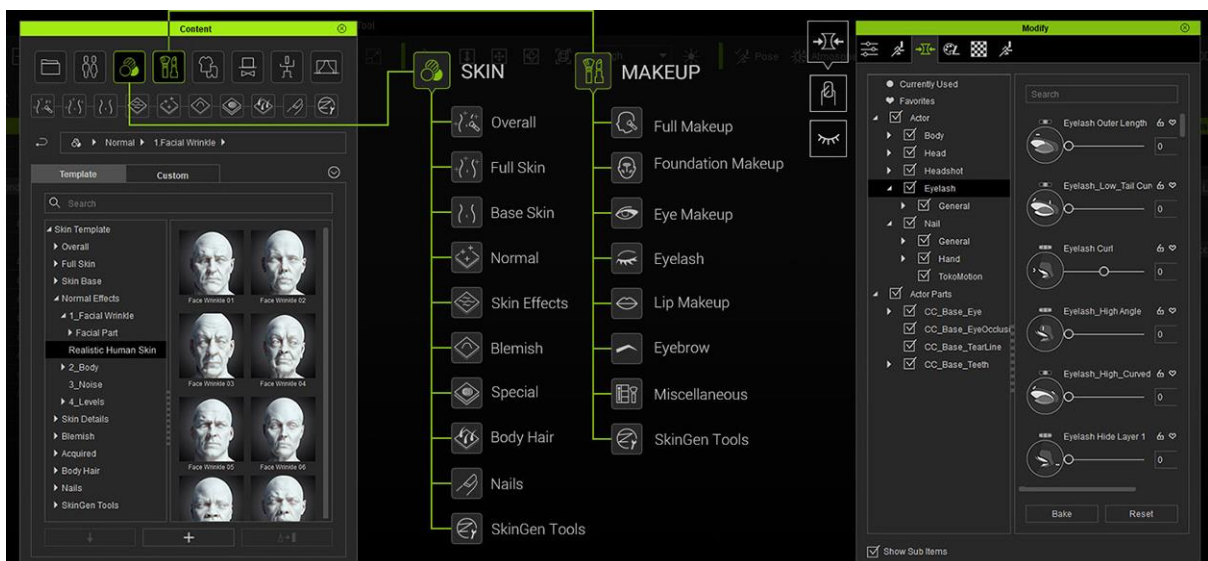 Content
Normal
1.Facial Wrinkle
Template
Custom
Search
Skin Template
Overall
Full Skin
Skin Base
Normal Effects
1_Facial Wrinkle
Facial Part
Realistic Human Skin
2_Body
3_Noise
4_Levels
Skin Details
Blemish
Acquired
Body Hair
Nails
SkinGen Tools
Face Wrinkle 01
Face Wrinkle 02
Face Wrinkle 03
Face Wrinkle 04
Face Wrinkle 05
Face Wrinkle 06
SKIN
Overall
Full Skin
Base Skin
Normal
Skin Effects
Blemish
Special
Body Hair
Nails
SkinGen Tools
MAKEUP
Full Makeup
Foundation Makeup
Eye Makeup
Eyelash
Lip Makeup
Eyebrow
Miscellaneous
SkinGen Tools
Pose
Modify
Currently Used
Favorites
Actor
Body
Head
Headshot
Eyelash
General
Nail
General
Hand
TokoMotion
Actor Parts
CC_Base_Eye
CC_Base_EyeOcclusi
CC_Base_TearLine
CC_Base_Teeth
Show Sub Items
Search
Eyelash Outer Length
0
Eyelash_Low_Tail Curv
0
Eyelash Curl
0
Eyelash_High Angle
0
Eyelash_High_Curved
0
Eyelash Hide Layer 1
0
Bake
Reset